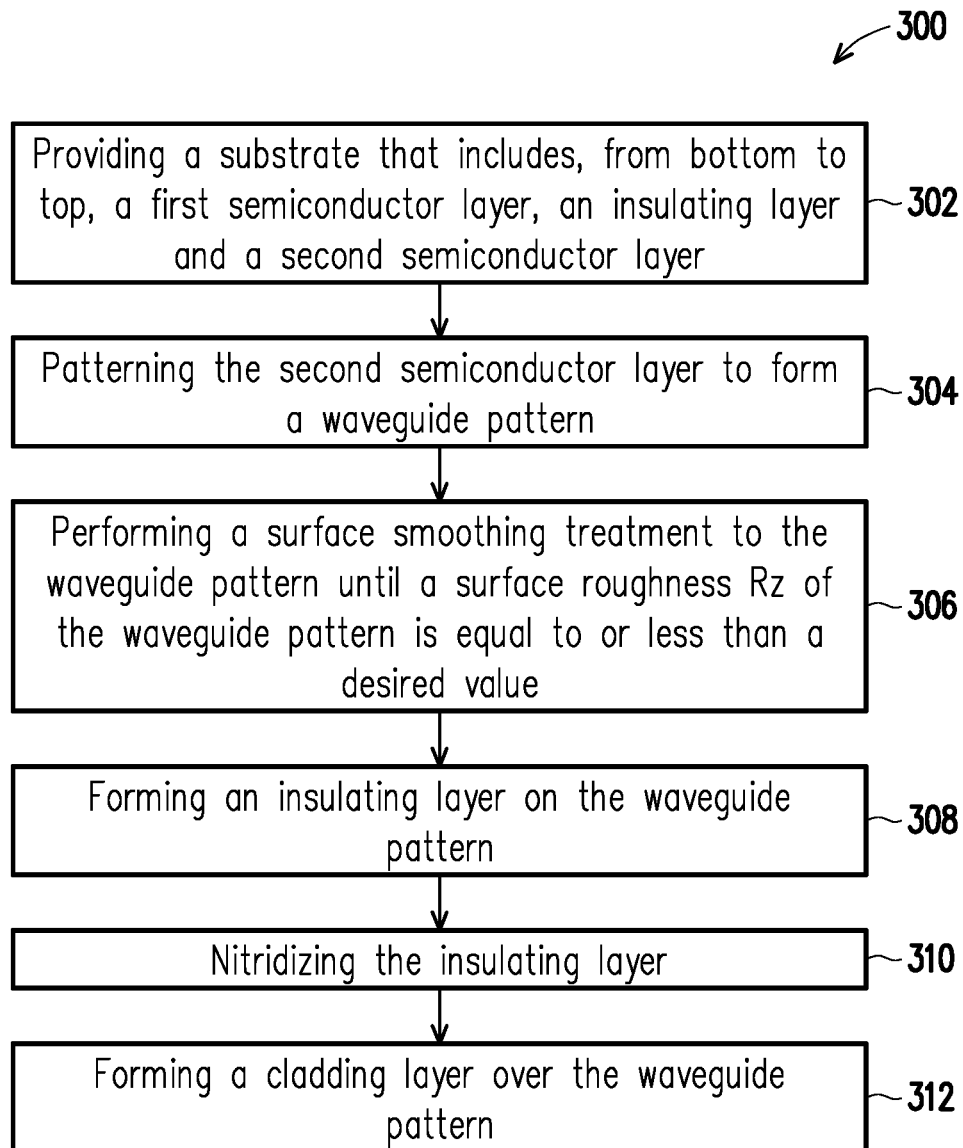 300
Providing a substrate that includes, from bottom to
top, a first semiconductor layer, an insulating layer
and a second semiconductor layer
302
Patterning the second semiconductor layer to form
a waveguide pattern
304
Performing a surface smoothing treatment to the
waveguide pattern until a surface roughness Rz of
the waveguide pattern is equal to or less than a
desired value
306
Forming an insulating layer on the waveguide
pattern
308
Nitridizing the insulating layer
310
Forming a cladding layer over the waveguide
pattern
312